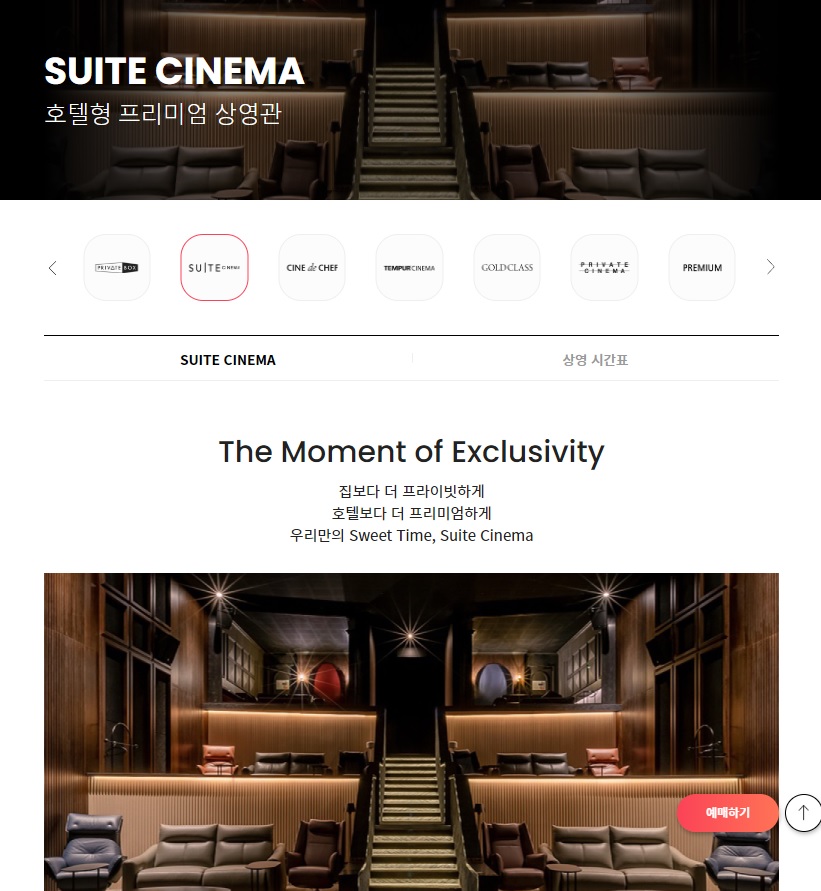 SUITE CINEMA
호텔형 프리미엄 상영관
PRIVATE BOX
SUITE CINEMA
CINE de CHEF
TEMPUR CINEMA
GOLD CLASS
PRIVATE CINEMA
PREMIUM
SUITE CINEMA
상영 시간표
The Moment of Exclusivity
집보다 더 프라이빗하게
호텔보다 더 프리미엄하게
우리만의 Sweet Time, Suite Cinema
예매하기